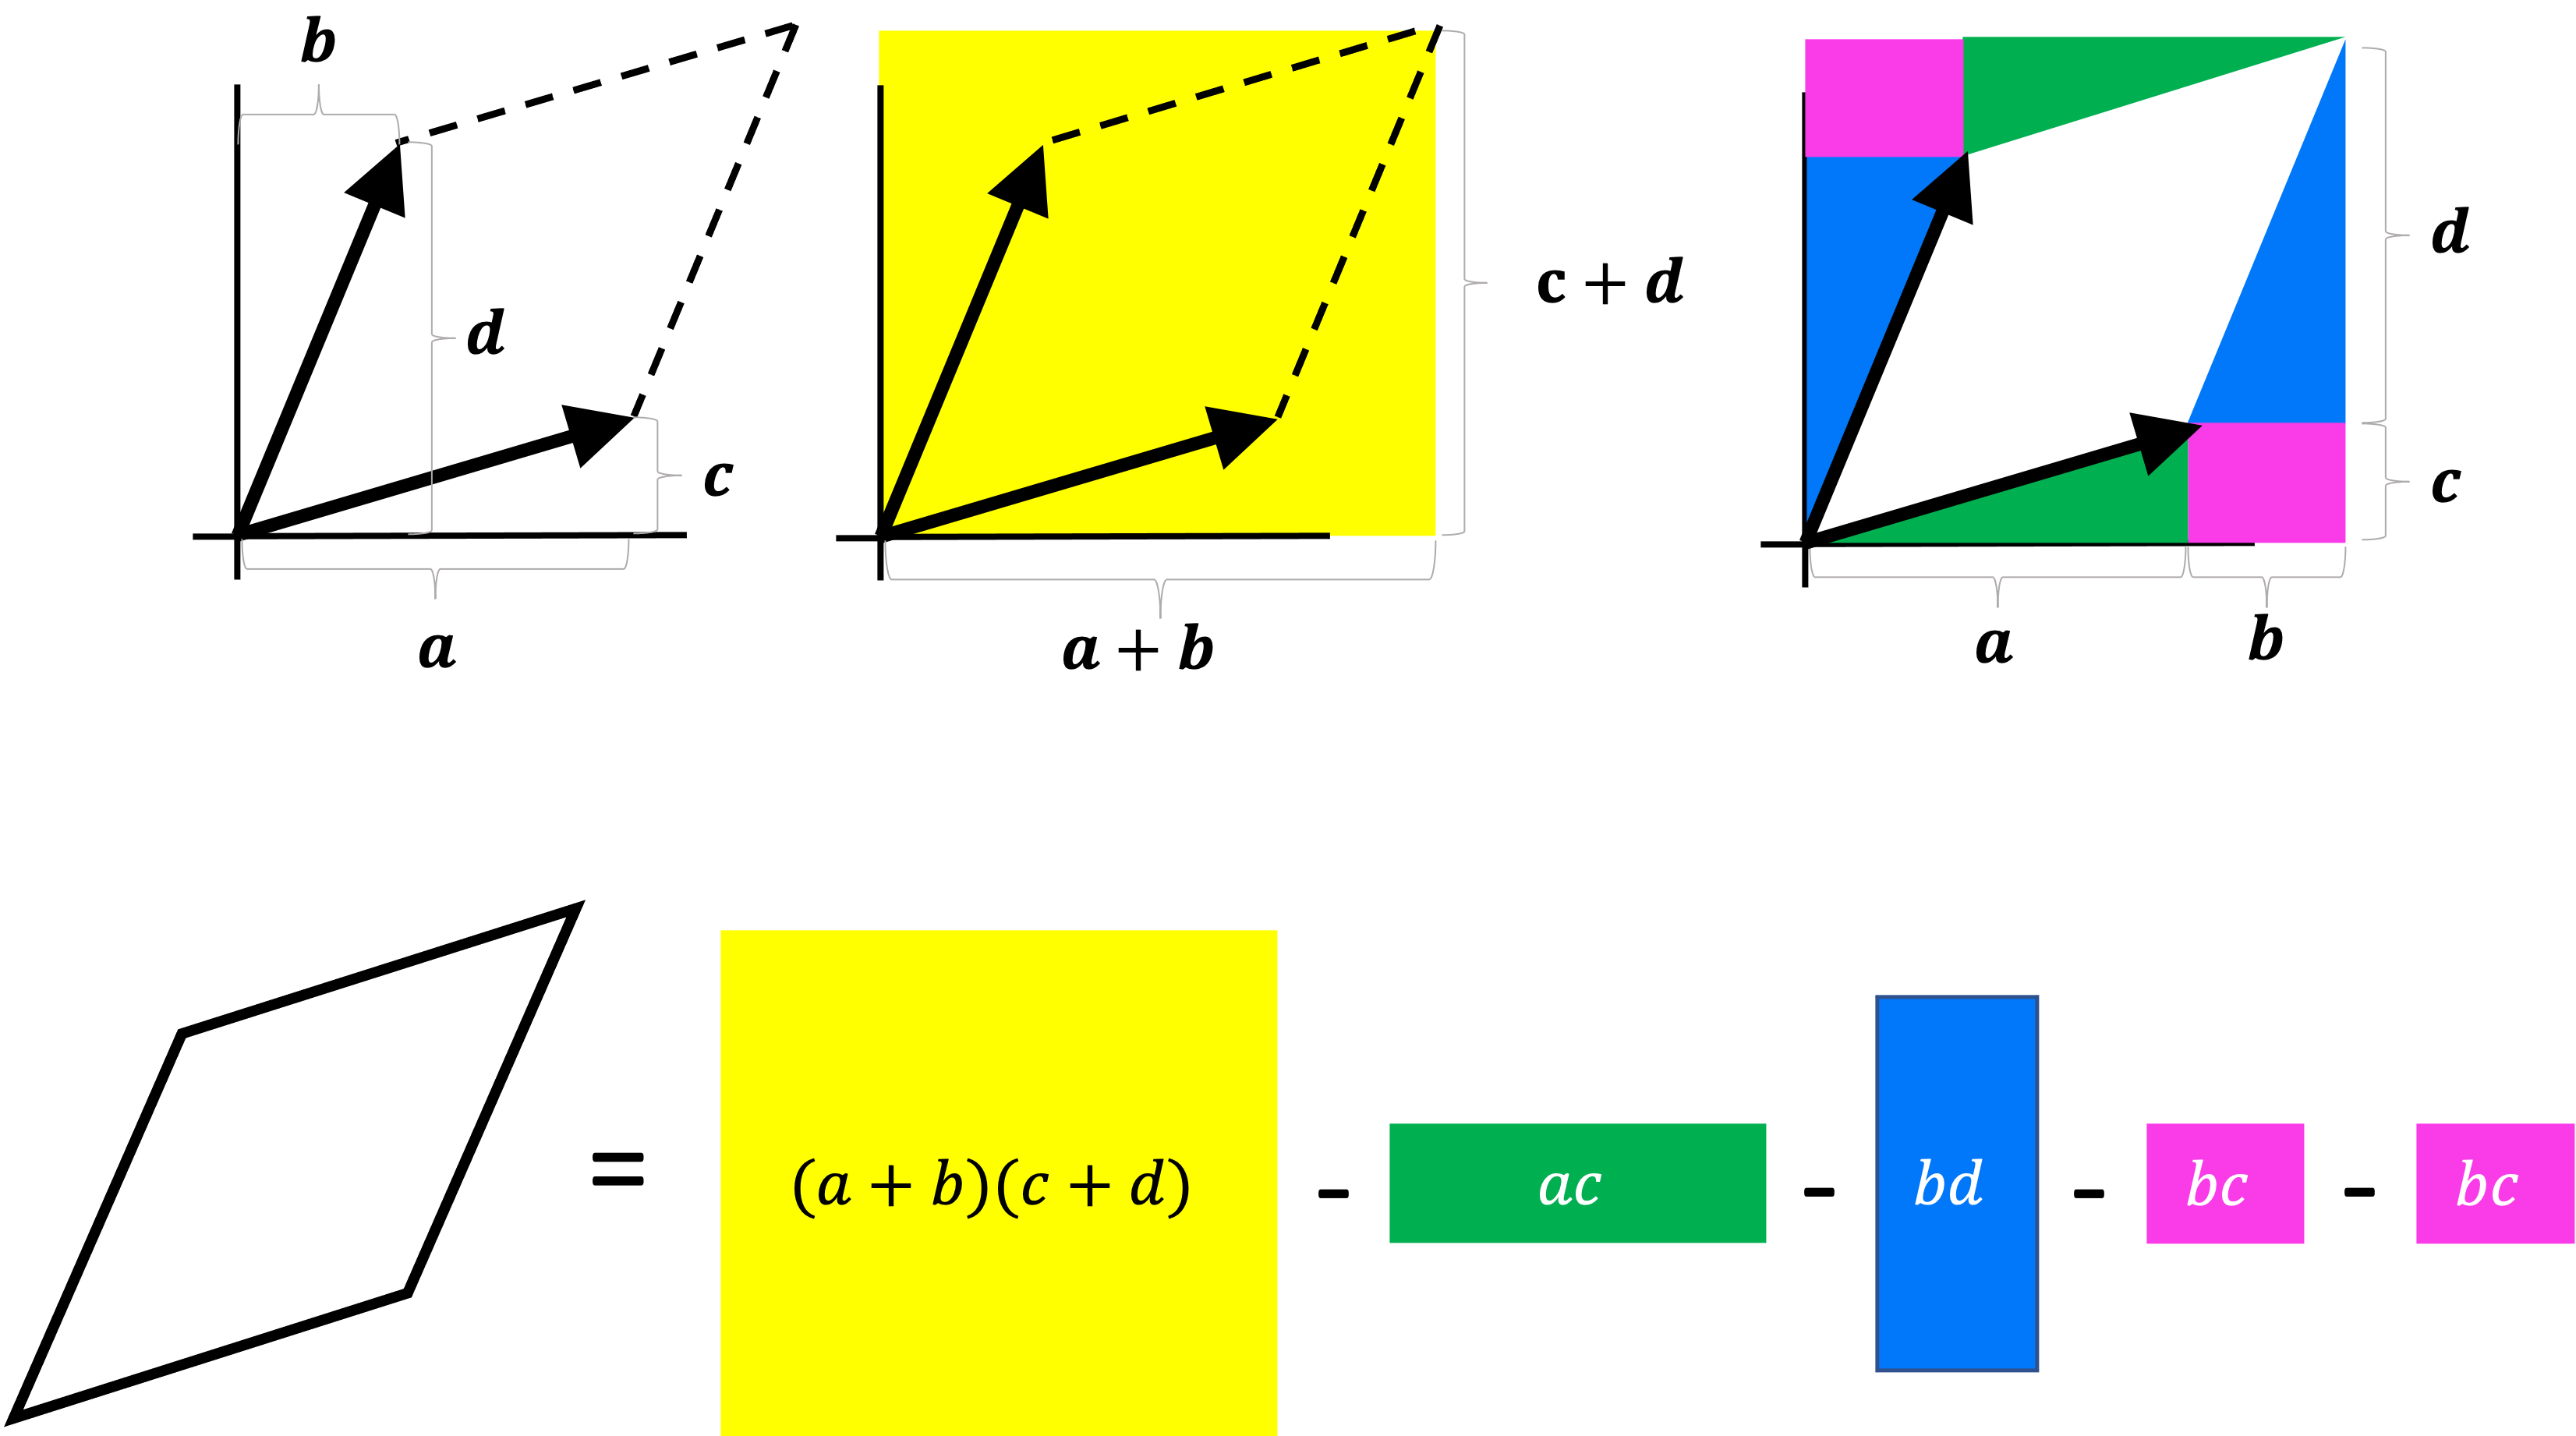 b
d
c
a
c + d
a + b
d
c
a
b
=
(a + b)(c + d)
-
ac
-
bd
-
bc
-
bc